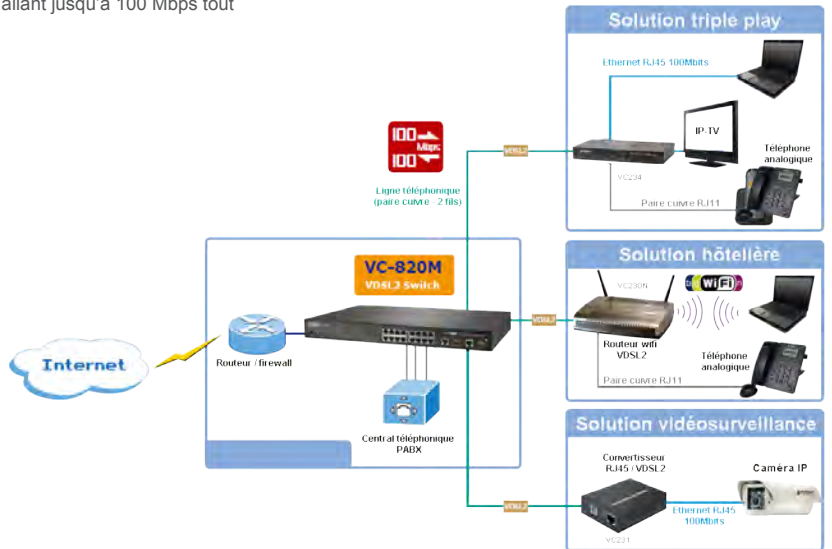 allant jusqu'à 100 Mbps tout
Solution triple play
Ethernet RJ45 100Mbits
IP-TV
100
Mbps
100
VDSL2
VC234
Téléphone
analogique
Ligne téléphonique
(paire cuivre - 2 fils)
Paire cuivre RJ11
VC-820M
VDSL2 Switch
Solution hôtelière
VC230N
WiFi
VDSL2
Internet
Routeur / firewall
Routeur wifi
VDSL2
Téléphone
analogique
Paire cuivre RJ11
Central téléphonique
PABX
Solution vidéosurveillance
Convertisseur
RJ45 / VDSL2
Caméra IP
VDSL2
Ethernet RJ45
100Mbits
VC231